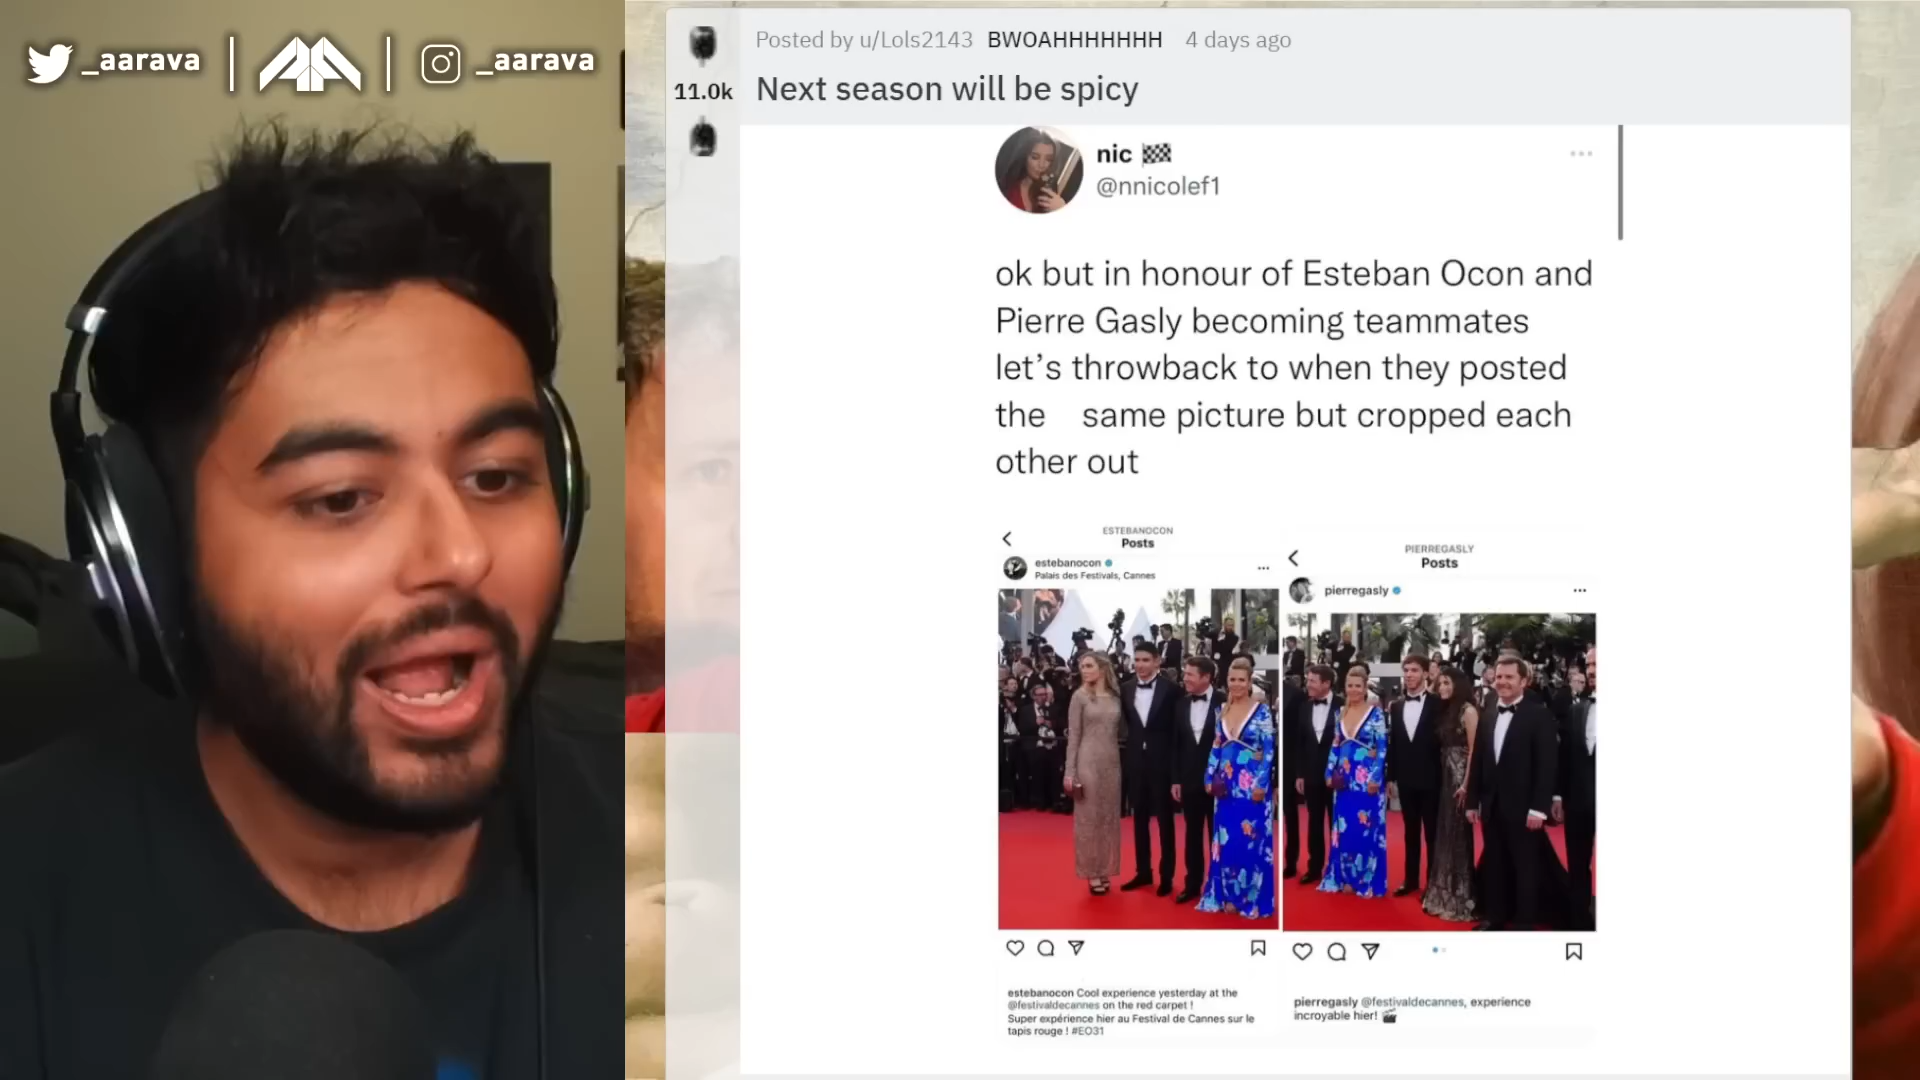 _aarava | | _aarava
Posted by u/Lols2143 BWOAHHHHHHH 4 days ago
11.0k
Next season will be spicy
nic
@nnicolef1
ok but in honour of Esteban Ocon and
Pierre Gasly becoming teammates
let's throwback to when they posted
the same picture but cropped each
other out
ESTEBANOCON
Posts
estebanocon
Palais des Festivals, Cannes
estebanocon Cool experience yesterday at the
@festivaldecannes on the red carpet !
Super expérience hier au Festival de Cannes sur le
tapis rouge ! #EO31
PIERREGASLY
Posts
pierregasly
pierregasly @festivaldecannes, experience
incroyable hier!